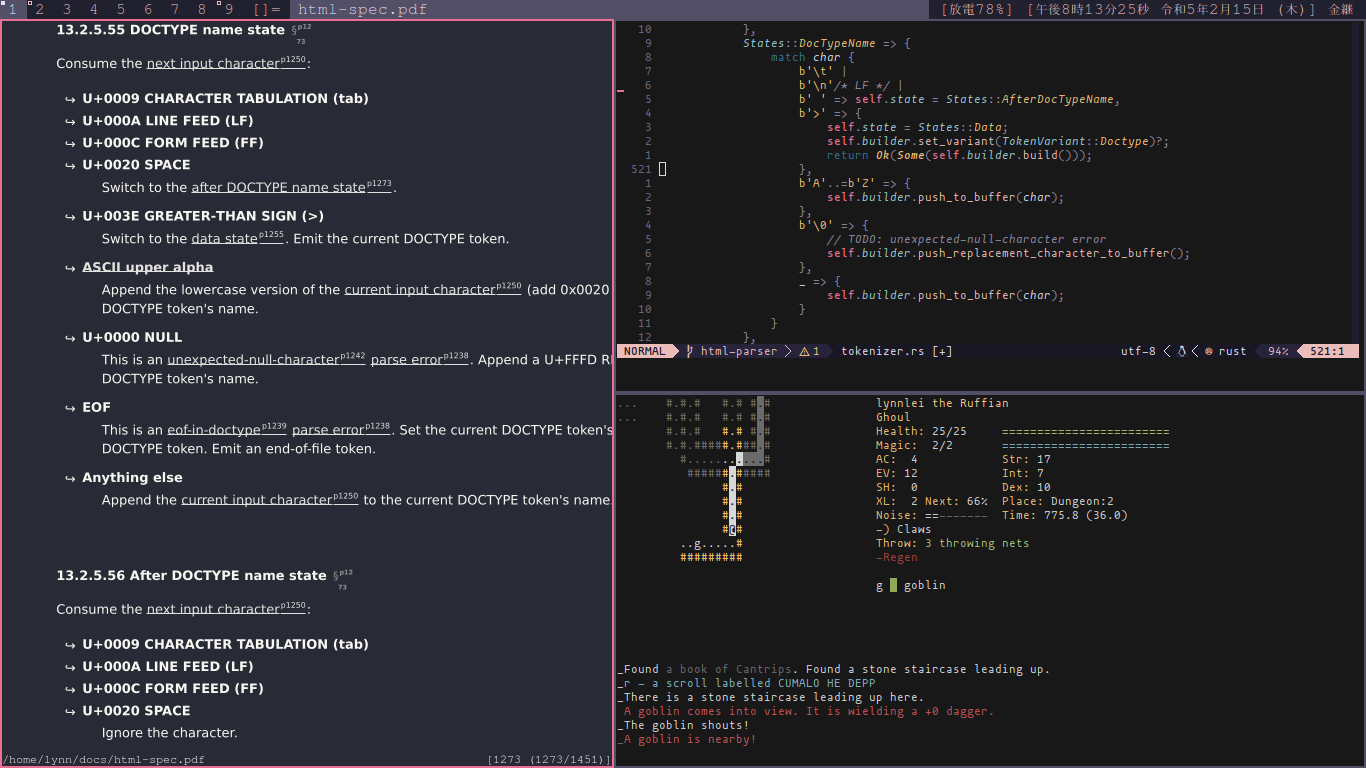 1 2 3 4 5 6 7 8 9 []= html-spec.pdf [放電78%] [午後8時13分25秒 令和5年2月15日 (木)] 金継
13.2.5.55 DOCTYPE name state §p1273
Consume the next input characterp1250:
↪ U+0009 CHARACTER TABULATION (tab)
↪ U+000A LINE FEED (LF)
↪ U+000C FORM FEED (FF)
↪ U+0020 SPACE
Switch to the after DOCTYPE name statep1273.
↪ U+003E GREATER-THAN SIGN (>)
Switch to the data statep1255. Emit the current DOCTYPE token.
↪ ASCII upper alpha
Append the lowercase version of the current input characterp1250 (add 0x0020
DOCTYPE token's name.
↪ U+0000 NULL
This is an unexpected-null-characterp1242 parse errorp1238. Append a U+FFFD R
DOCTYPE token's name.
↪ EOF
This is an eof-in-doctypep1239 parse errorp1238. Set the current DOCTYPE token's
DOCTYPE token. Emit an end-of-file token.
↪ Anything else
Append the current input characterp1250 to the current DOCTYPE token's name.
13.2.5.56 After DOCTYPE name state §p1273
Consume the next input characterp1250:
↪ U+0009 CHARACTER TABULATION (tab)
↪ U+000A LINE FEED (LF)
↪ U+000C FORM FEED (FF)
↪ U+0020 SPACE
Ignore the character.
/home/lynn/docs/html-spec.pdf [1273 (1273/1451)]
10 },
9 States::DocTypeName => {
8 match char {
7 b'\t' |
6 b'\n'/* LF */ |
5 b' ' => self.state = States::AfterDocTypeName,
4 b'>' => {
3 self.state = States::Data;
2 self.builder.set_variant(TokenVariant::Doctype)?;
1 return Ok(Some(self.builder.build()));
521 },
1 b'A'..=b'Z' => {
2 self.builder.push_to_buffer(char);
3 },
4 b'\0' => {
5 // TODO: unexpected-null-character error
6 self.builder.push_replacement_character_to_buffer();
7 },
8 _ => {
9 self.builder.push_to_buffer(char);
10 }
11 }
12 },
NORMAL html-parser 1 tokenizer.rs [+] utf-8 rust 94% 521:1
lynnlei the Ruffian
Ghoul
Health: 25/25 ========================
Magic: 2/2 ========================
AC: 4 Str: 17
EV: 12 Int: 7
SH: 0 Dex: 10
XL: 2 Next: 66% Place: Dungeon:2
Noise: ==------- Time: 775.8 (36.0)
-) Claws
Throw: 3 throwing nets
-Regen
..g.....#
#########
g goblin
_Found a book of Cantrips. Found a stone staircase leading up.
_r - a scroll labelled CUMALO HE DEPP
_There is a stone staircase leading up here.
A goblin comes into view. It is wielding a +0 dagger.
_The goblin shouts!
_A goblin is nearby!